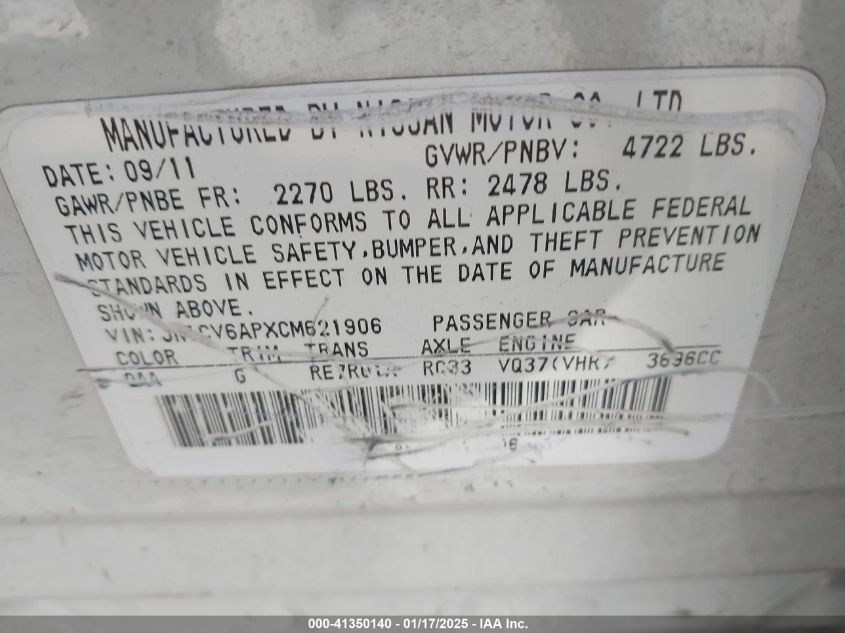 MANUFACTURED BY NISSAN MOTOR CO., LTD
DATE: 09/11 GVWR/PNBV: 4722 LBS.
GAWR/PNBE FR: 2270 LBS. RR: 2478 LBS.
THIS VEHICLE CONFORMS TO ALL APPLICABLE FEDERAL
MOTOR VEHICLE SAFETY, BUMPER, AND THEFT PREVENTION
STANDARDS IN EFFECT ON THE DATE OF MANUFACTURE
SHOWN ABOVE.
VIN: PASSENGER CAR
COLOR TRIM TRANS AXLE ENGINE
G RC33 VQ37(VHR) 3696CC
000-41350140 - 01/17/2025 - IAA Inc.